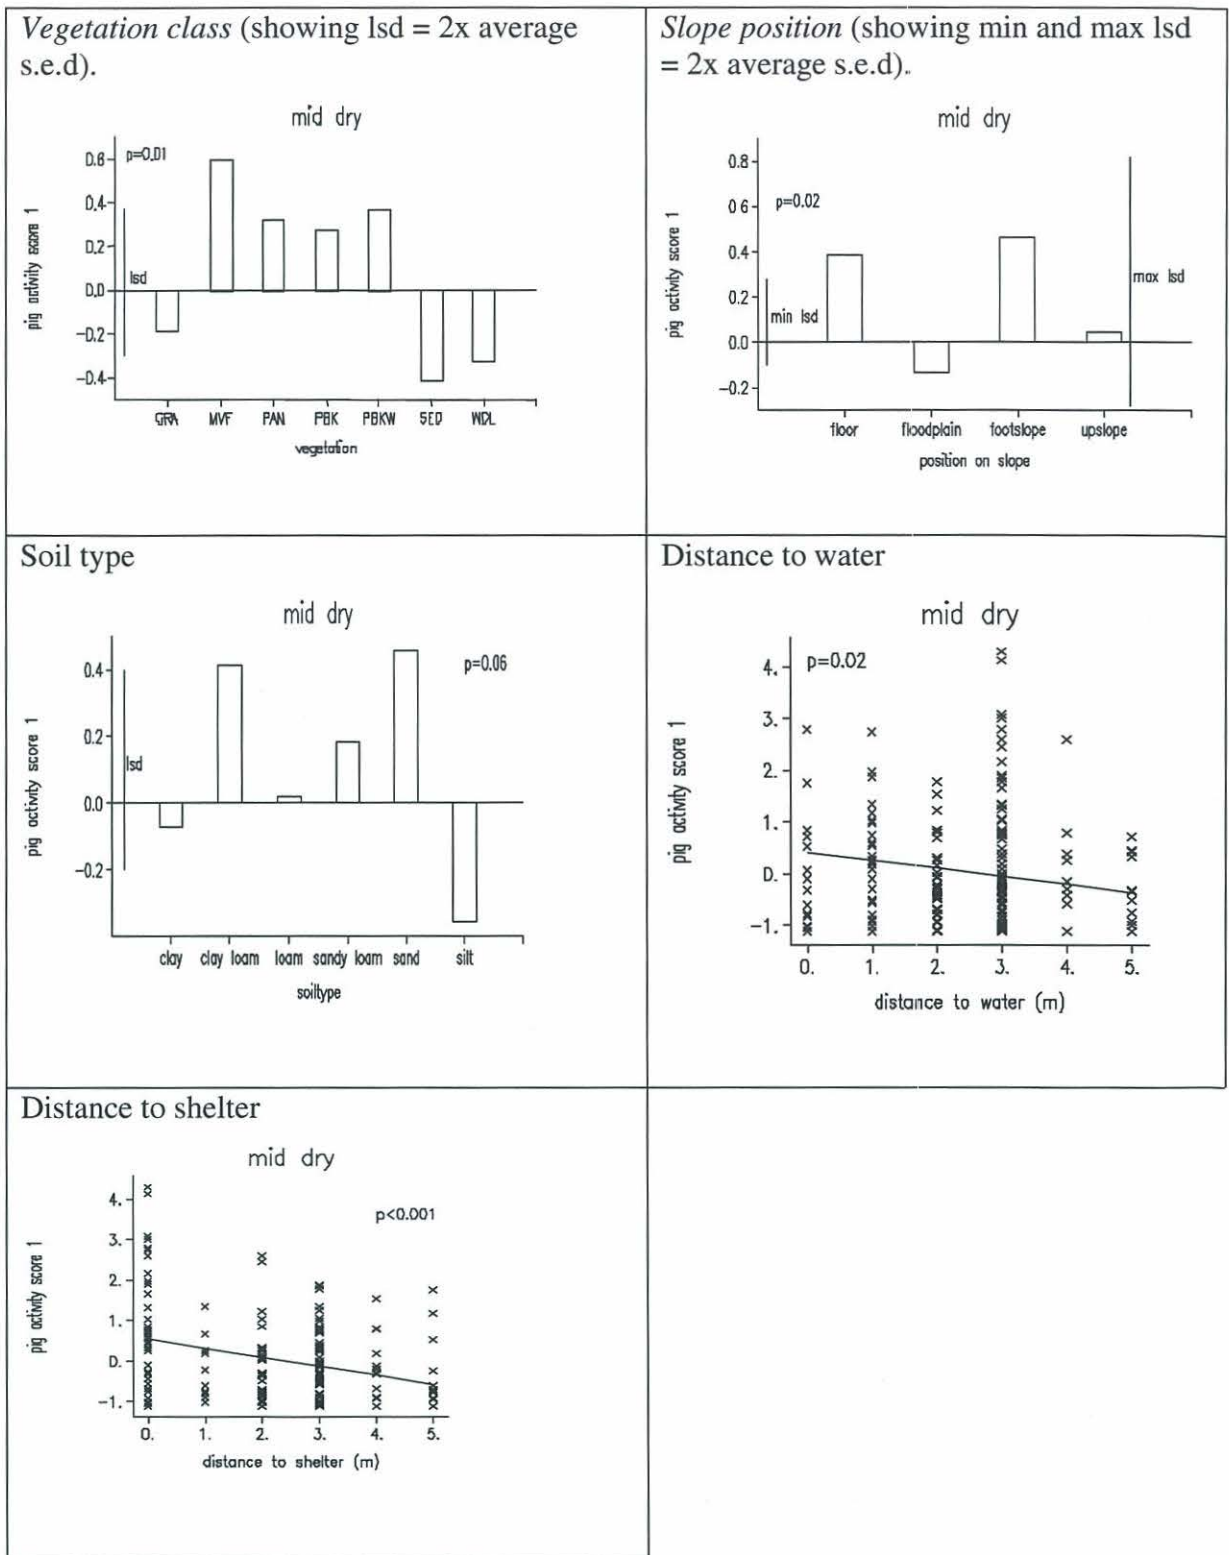 Vegetation class (showing lsd = 2x average
s.e.d).
mid dry
p=0.01
pig activity score 1
0.6
0.4
0.2
0.0
-0.2
-0.4
lsd
GRA MVF PAN PBK PBKW SED WDL
vegetation
Slope position (showing min and max lsd
= 2x average s.e.d).
mid dry
p=0.02
pig activity score 1
0.8
0.6
0.4
0.2
0.0
-0.2
min lsd
max lsd
floor floodplain footslope upslope
position on slope
Soil type
mid dry
p=0.06
pig activity score 1
0.4
0.2
0.0
-0.2
lsd
clay clay loam loam sandy loam sand silt
soiltype
Distance to water
mid dry
p=0.02
pig activity score 1
4.
3.
2.
1.
0.
-1.
0. 1. 2. 3. 4. 5.
distance to water (m)
Distance to shelter
mid dry
p<0.001
pig activity score 1
4.
3.
2.
1.
0.
-1.
0. 1. 2. 3. 4. 5.
distance to shelter (m)